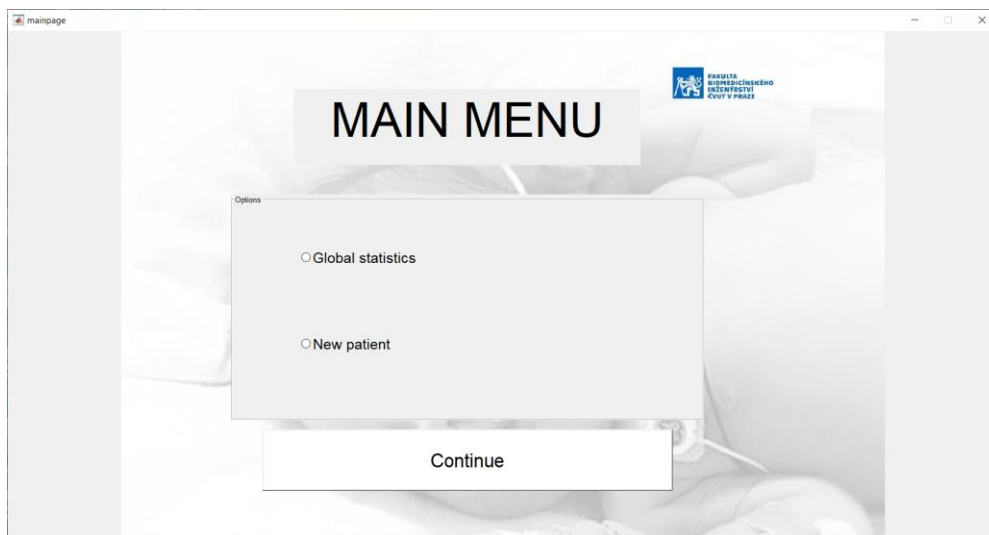 mainpage
FAKULTA
BIOMEDICÍNSKÉHO
INŽENÝRSTVÍ
ČVUT V PRAZE
MAIN MENU
Options
Global statistics
New patient
Continue